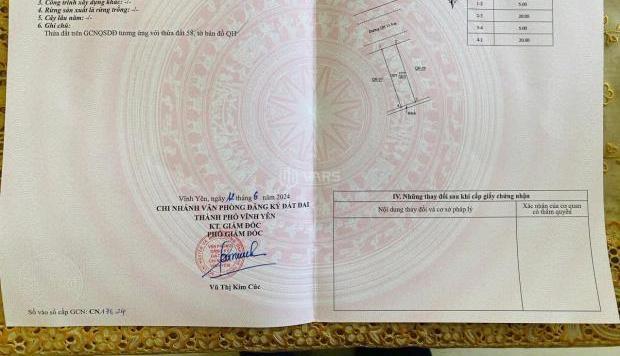 3. Công trình xây dựng khác: -/-
4. Rừng sản xuất là rừng trồng: -/-
5. Cây lâu năm: -/-
6. Ghi chú:
Thửa đất trên GCNQSDĐ tương ứng với thửa đất 58, tờ bản đồ QH
1-2 5.00
2-3 20.00
3-4 5.00
4-1 20.00
VARS
Vĩnh Yên, ngày 12 tháng 6 năm 2024
CHI NHÁNH VĂN PHÒNG ĐĂNG KÝ ĐẤT ĐAI
THÀNH PHỐ VĨNH YÊN
KT. GIÁM ĐỐC
PHÓ GIÁM ĐỐC
Vũ Thị Kim Cúc
Số vào sổ cấp GCN: CN
IV. Những thay đổi sau khi cấp giấy chứng nhận
Nội dung thay đổi và cơ sở pháp lý
Xác nhận của cơ quan
có thẩm quyền